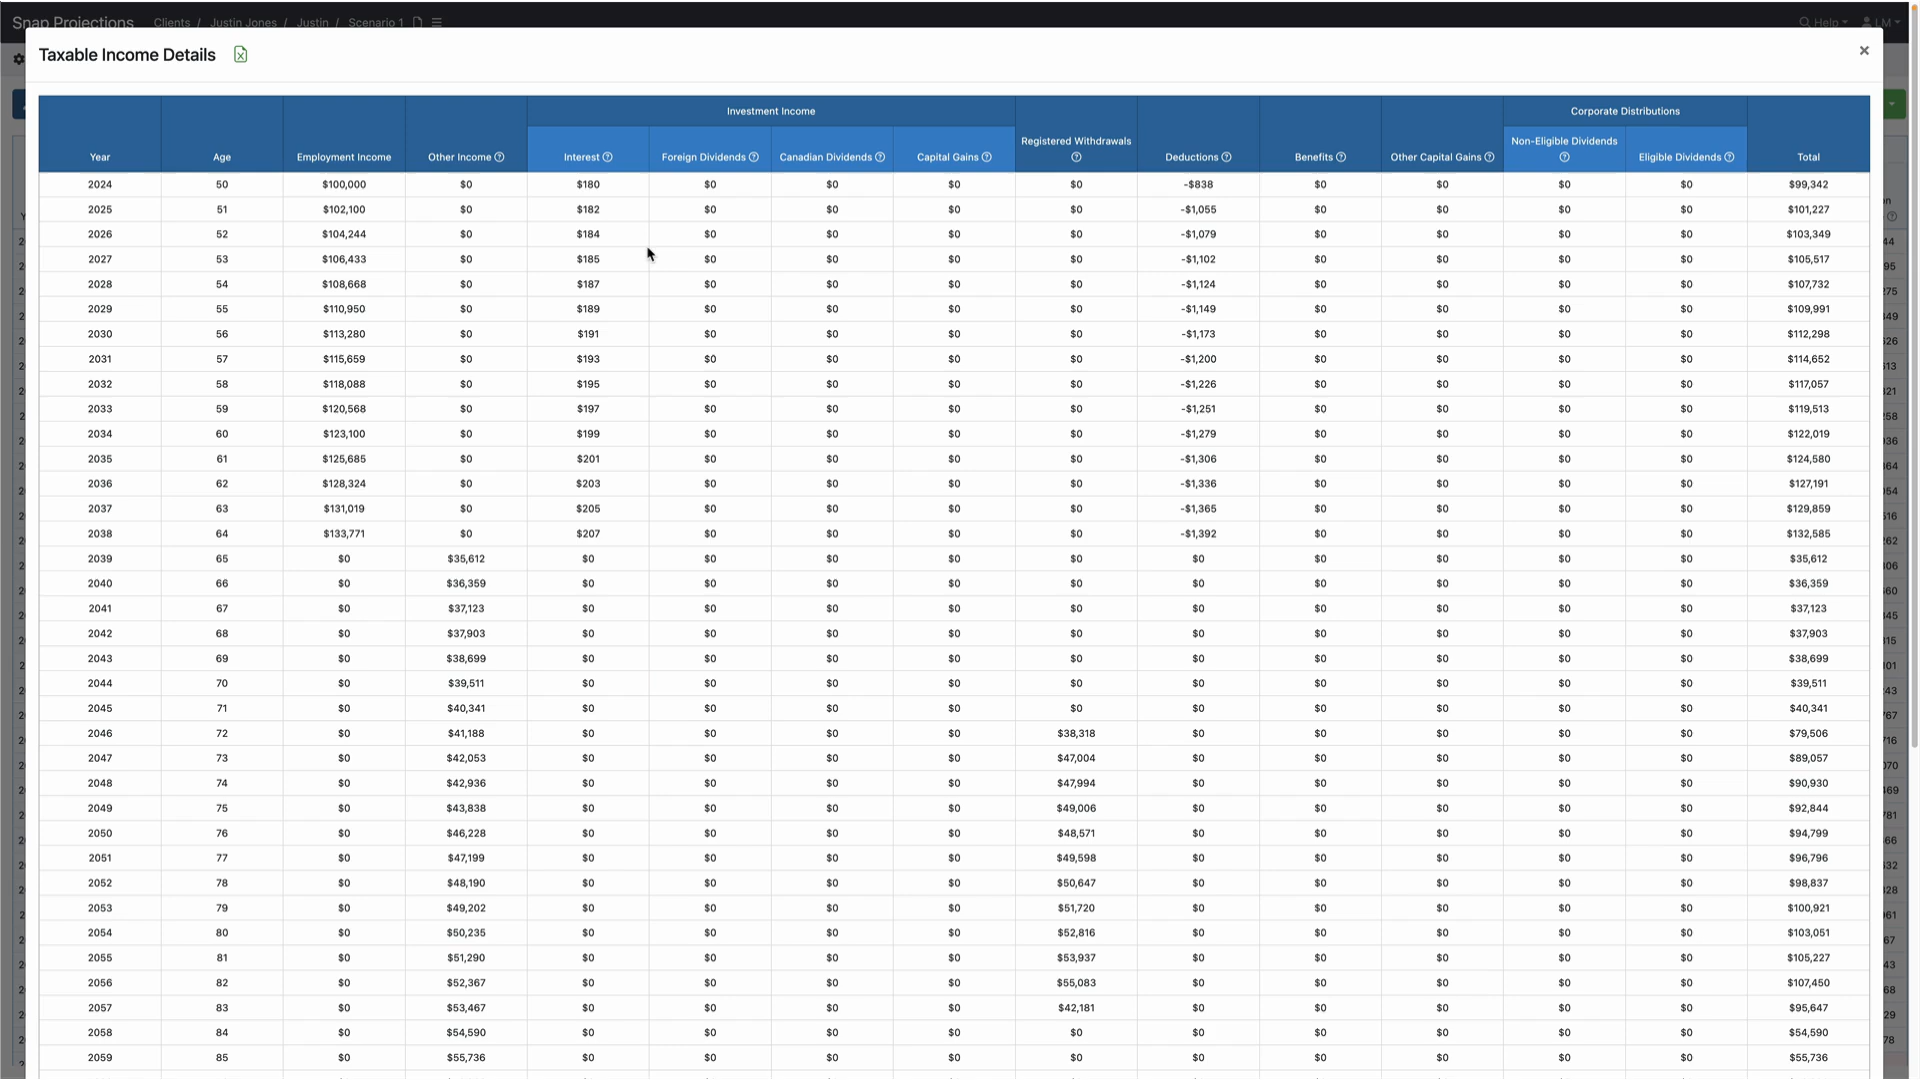 Snap Projections Clients / Justin Jones / Justin / Scenario 1 Help LM
Taxable Income Details ×
Investment Income Corporate Distributions
Year Age Employment Income Other Income Interest Foreign Dividends Canadian Dividends Capital Gains Registered Withdrawals Deductions Benefits Other Capital Gains Non-Eligible Dividends Eligible Dividends Total
2024 50 $100,000 $0 $180 $0 $0 $0 $0 -$838 $0 $0 $0 $0 $99,342
2025 51 $102,100 $0 $182 $0 $0 $0 $0 -$1,055 $0 $0 $0 $0 $101,227
2026 52 $104,244 $0 $184 $0 $0 $0 $0 -$1,079 $0 $0 $0 $0 $103,349
2027 53 $106,433 $0 $185 $0 $0 $0 $0 -$1,102 $0 $0 $0 $0 $105,517
2028 54 $108,668 $0 $187 $0 $0 $0 $0 -$1,124 $0 $0 $0 $0 $107,732
2029 55 $110,950 $0 $189 $0 $0 $0 $0 -$1,149 $0 $0 $0 $0 $109,991
2030 56 $113,280 $0 $191 $0 $0 $0 $0 -$1,173 $0 $0 $0 $0 $112,298
2031 57 $115,659 $0 $193 $0 $0 $0 $0 -$1,200 $0 $0 $0 $0 $114,652
2032 58 $118,088 $0 $195 $0 $0 $0 $0 -$1,226 $0 $0 $0 $0 $117,057
2033 59 $120,568 $0 $197 $0 $0 $0 $0 -$1,251 $0 $0 $0 $0 $119,513
2034 60 $123,100 $0 $199 $0 $0 $0 $0 -$1,279 $0 $0 $0 $0 $122,019
2035 61 $125,685 $0 $201 $0 $0 $0 $0 -$1,306 $0 $0 $0 $0 $124,580
2036 62 $128,324 $0 $203 $0 $0 $0 $0 -$1,336 $0 $0 $0 $0 $127,191
2037 63 $131,019 $0 $205 $0 $0 $0 $0 -$1,365 $0 $0 $0 $0 $129,859
2038 64 $133,771 $0 $207 $0 $0 $0 $0 -$1,392 $0 $0 $0 $0 $132,585
2039 65 $0 $35,612 $0 $0 $0 $0 $0 $0 $0 $0 $0 $0 $35,612
2040 66 $0 $36,359 $0 $0 $0 $0 $0 $0 $0 $0 $0 $0 $36,359
2041 67 $0 $37,123 $0 $0 $0 $0 $0 $0 $0 $0 $0 $0 $37,123
2042 68 $0 $37,903 $0 $0 $0 $0 $0 $0 $0 $0 $0 $0 $37,903
2043 69 $0 $38,699 $0 $0 $0 $0 $0 $0 $0 $0 $0 $0 $38,699
2044 70 $0 $39,511 $0 $0 $0 $0 $0 $0 $0 $0 $0 $0 $39,511
2045 71 $0 $40,341 $0 $0 $0 $0 $0 $0 $0 $0 $0 $0 $40,341
2046 72 $0 $41,188 $0 $0 $0 $0 $38,318 $0 $0 $0 $0 $0 $79,506
2047 73 $0 $42,053 $0 $0 $0 $0 $47,004 $0 $0 $0 $0 $0 $89,057
2048 74 $0 $42,936 $0 $0 $0 $0 $47,994 $0 $0 $0 $0 $0 $90,930
2049 75 $0 $43,838 $0 $0 $0 $0 $49,006 $0 $0 $0 $0 $0 $92,844
2050 76 $0 $46,228 $0 $0 $0 $0 $48,571 $0 $0 $0 $0 $0 $94,799
2051 77 $0 $47,199 $0 $0 $0 $0 $49,598 $0 $0 $0 $0 $0 $96,796
2052 78 $0 $48,190 $0 $0 $0 $0 $50,647 $0 $0 $0 $0 $0 $98,837
2053 79 $0 $49,202 $0 $0 $0 $0 $51,720 $0 $0 $0 $0 $0 $100,921
2054 80 $0 $50,235 $0 $0 $0 $0 $52,816 $0 $0 $0 $0 $0 $103,051
2055 81 $0 $51,290 $0 $0 $0 $0 $53,937 $0 $0 $0 $0 $0 $105,227
2056 82 $0 $52,367 $0 $0 $0 $0 $55,083 $0 $0 $0 $0 $0 $107,450
2057 83 $0 $53,467 $0 $0 $0 $0 $42,181 $0 $0 $0 $0 $0 $95,647
2058 84 $0 $54,590 $0 $0 $0 $0 $0 $0 $0 $0 $0 $0 $54,590
2059 85 $0 $55,736 $0 $0 $0 $0 $0 $0 $0 $0 $0 $0 $55,736